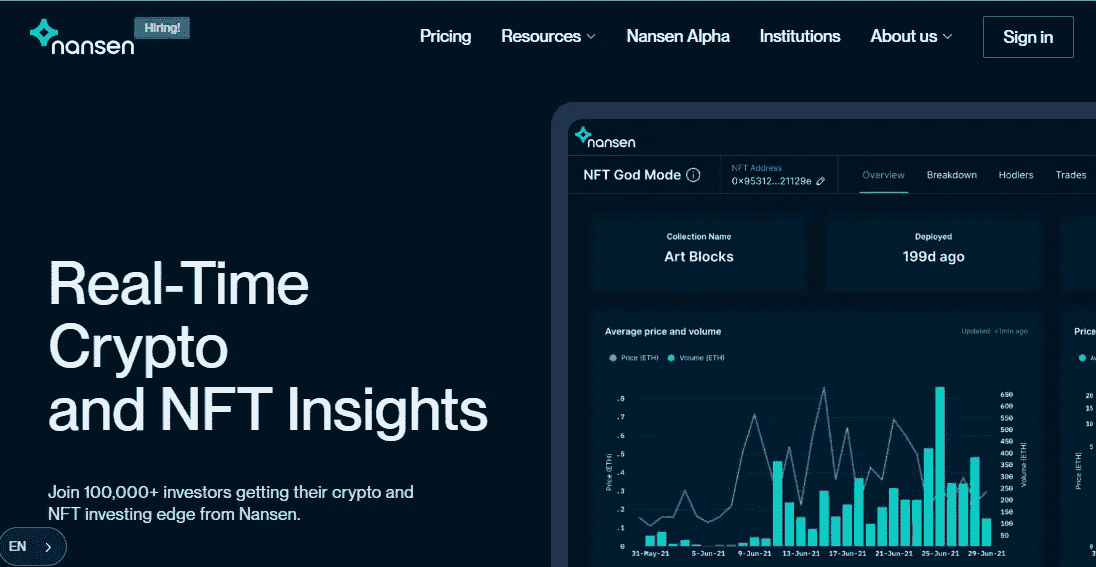 nansen
Hiring!
Pricing
Resources
Nansen Alpha
Institutions
About us
Sign in
Real-Time
Crypto
and NFT Insights
Join 100,000+ investors getting their crypto and
NFT investing edge from Nansen.
EN
nansen
NFT God Mode
NFT Address
0x95312...21129e
Overview
Breakdown
Hodlers
Trades
Collection Name
Art Blocks
Deployed
199d ago
Average price and volume
Updated: <1min ago
Price (ETH)
Volume (ETH)
Price (ETH)
.8
.7
.6
.5
.4
.3
.2
.1
0
650
600
550
500
450
400
350
300
250
200
150
100
50
Volume (ETH)
31-May-21
5-Jun-21
9-Jun-21
13-Jun-21
17-Jun-21
21-Jun-21
25-Jun-21
29-Jun-21
Price
Price (ETH)
20
15
10
5
0